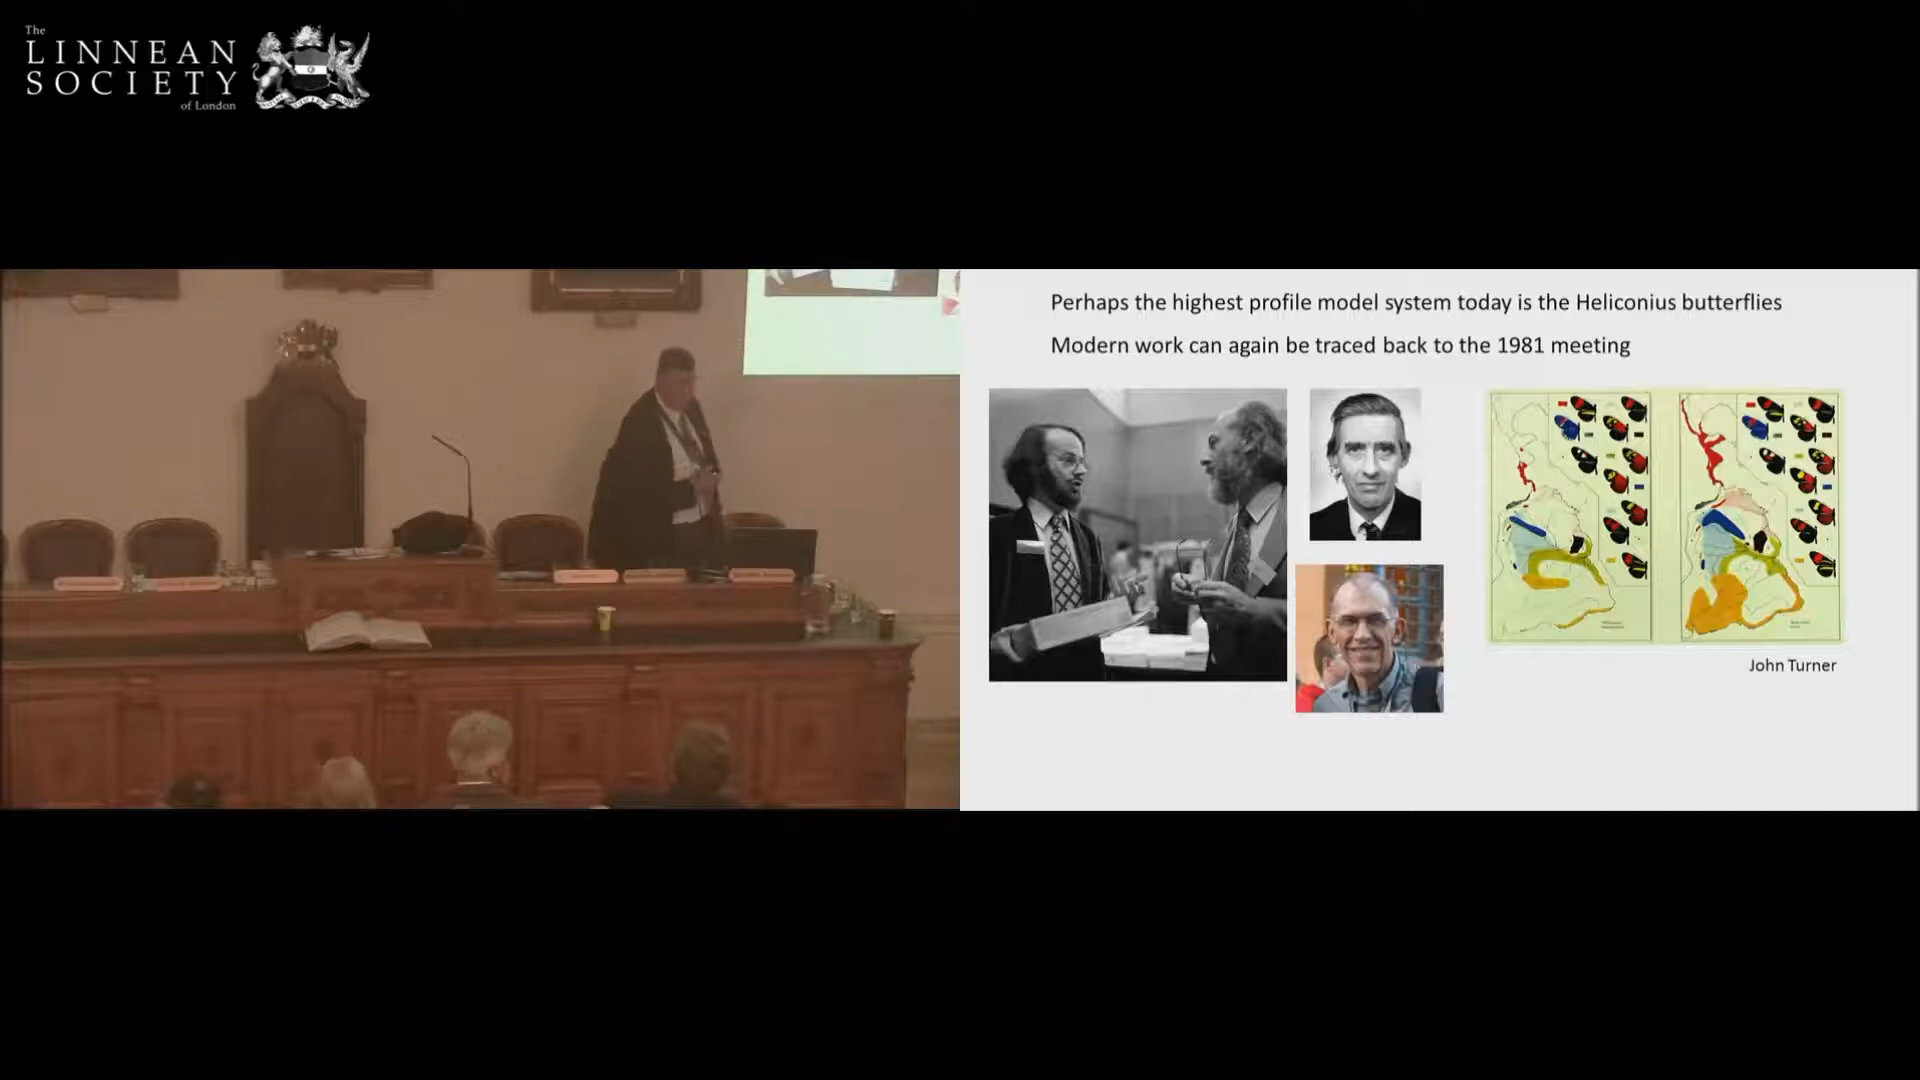 The
LINNEAN
SOCIETY
of London
Perhaps the highest profile model system today is the Heliconius butterflies
Modern work can again be traced back to the 1981 meeting
John Turner